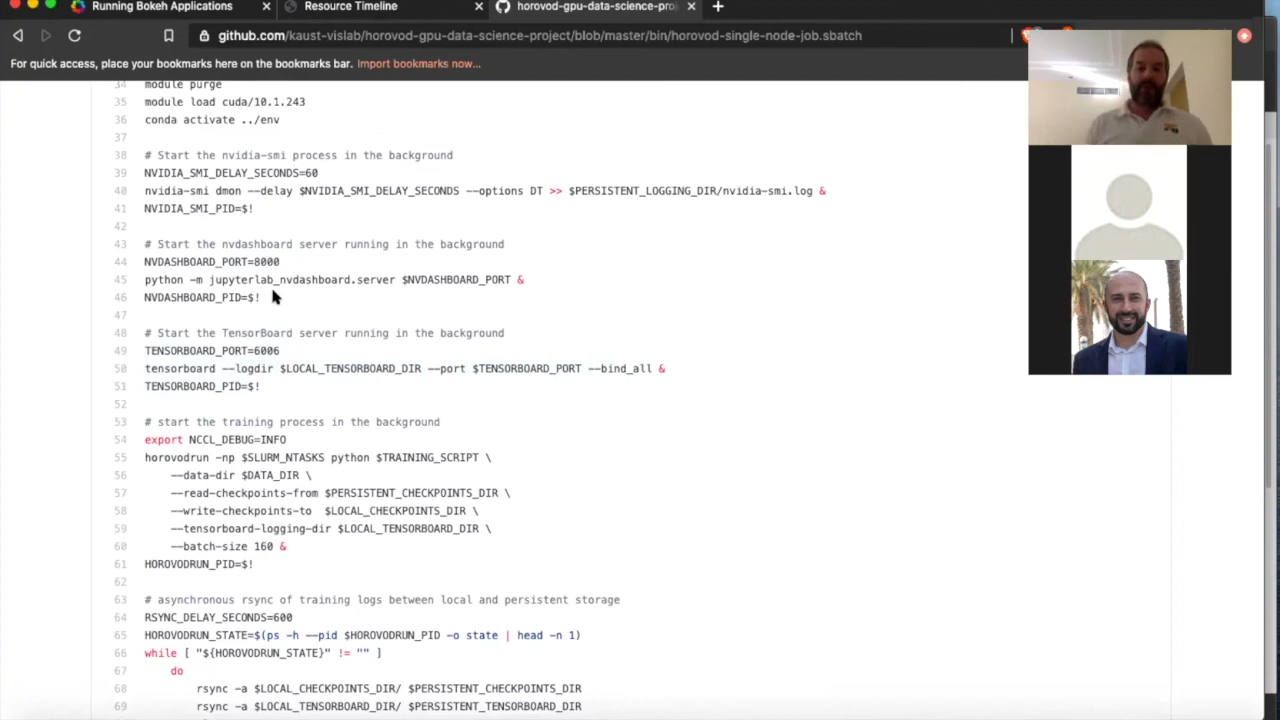 Running Bokeh Applications
Resource Timeline
horovod-gpu-data-science-proj
github.com/kaust-vislab/horovod-gpu-data-science-project/blob/master/bin/horovod-single-node-job.sbatch
For quick access, place your bookmarks here on the bookmarks bar. Import bookmarks now...
34 module purge
35 module load cuda/10.1.243
36 conda activate ../env
37
38 # Start the nvidia-smi process in the background
39 NVIDIA_SMI_DELAY_SECONDS=60
40 nvidia-smi dmon --delay $NVIDIA_SMI_DELAY_SECONDS --options DT >> $PERSISTENT_LOGGING_DIR/nvidia-smi.log &
41 NVIDIA_SMI_PID=$!
42
43 # Start the nvdashboard server running in the background
44 NVDASHBOARD_PORT=8000
45 python -m jupyterlab_nvdashboard.server $NVDASHBOARD_PORT &
46 NVDASHBOARD_PID=$!
47
48 # Start the TensorBoard server running in the background
49 TENSORBOARD_PORT=6006
50 tensorboard --logdir $LOCAL_TENSORBOARD_DIR --port $TENSORBOARD_PORT --bind_all &
51 TENSORBOARD_PID=$!
52
53 # start the training process in the background
54 export NCCL_DEBUG=INFO
55 horovodrun -np $SLURM_NTASKS python $TRAINING_SCRIPT \
56 --data-dir $DATA_DIR \
57 --read-checkpoints-from $PERSISTENT_CHECKPOINTS_DIR \
58 --write-checkpoints-to $LOCAL_CHECKPOINTS_DIR \
59 --tensorboard-logging-dir $LOCAL_TENSORBOARD_DIR \
60 --batch-size 160 &
61 HOROVODRUN_PID=$!
62
63 # asynchronous rsync of training logs between local and persistent storage
64 RSYNC_DELAY_SECONDS=600
65 HOROVODRUN_STATE=$(ps -h --pid $HOROVODRUN_PID -o state | head -n 1)
66 while [ "${HOROVODRUN_STATE}" != "" ]
67 do
68 rsync -a $LOCAL_CHECKPOINTS_DIR/ $PERSISTENT_CHECKPOINTS_DIR
69 rsync -a $LOCAL_TENSORBOARD_DIR/ $PERSISTENT_TENSORBOARD_DIR